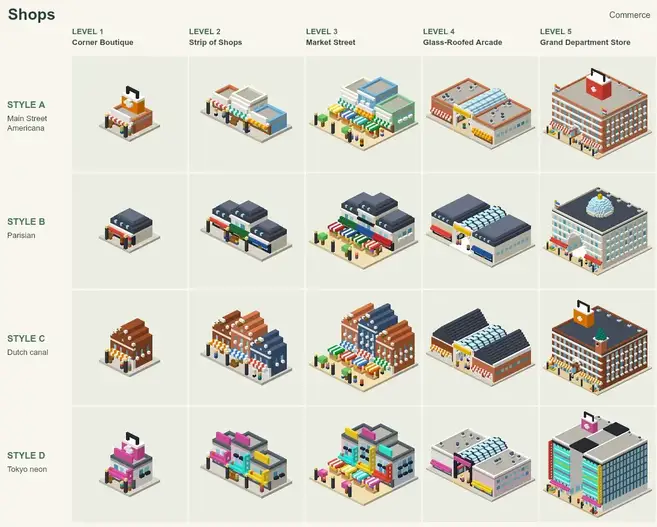 Shops
Commerce
LEVEL 1
Corner Boutique
LEVEL 2
Strip of Shops
LEVEL 3
Market Street
LEVEL 4
Glass-Roofed Arcade
LEVEL 5
Grand Department Store
STYLE A
Main Street
Americana
STYLE B
Parisian
STYLE C
Dutch canal
STYLE D
Tokyo neon